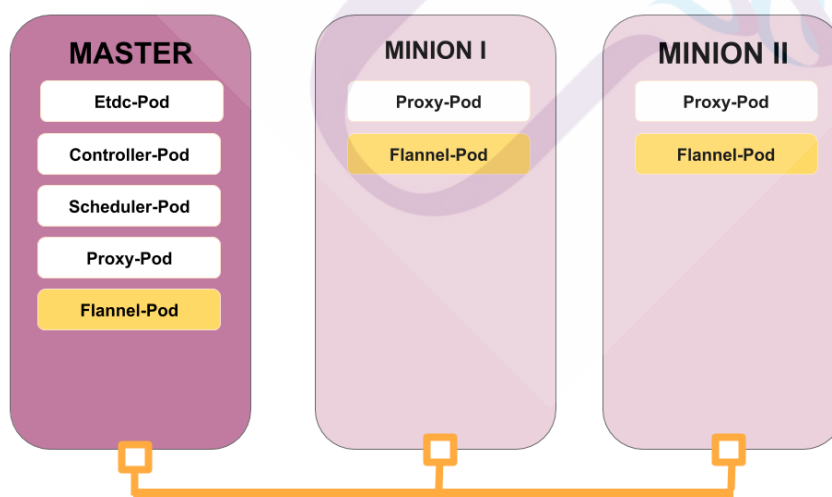 MASTER
Etdc-Pod
Controller-Pod
Scheduler-Pod
Proxy-Pod
Flannel-Pod
MINION I
Proxy-Pod
Flannel-Pod
MINION II
Proxy-Pod
Flannel-Pod